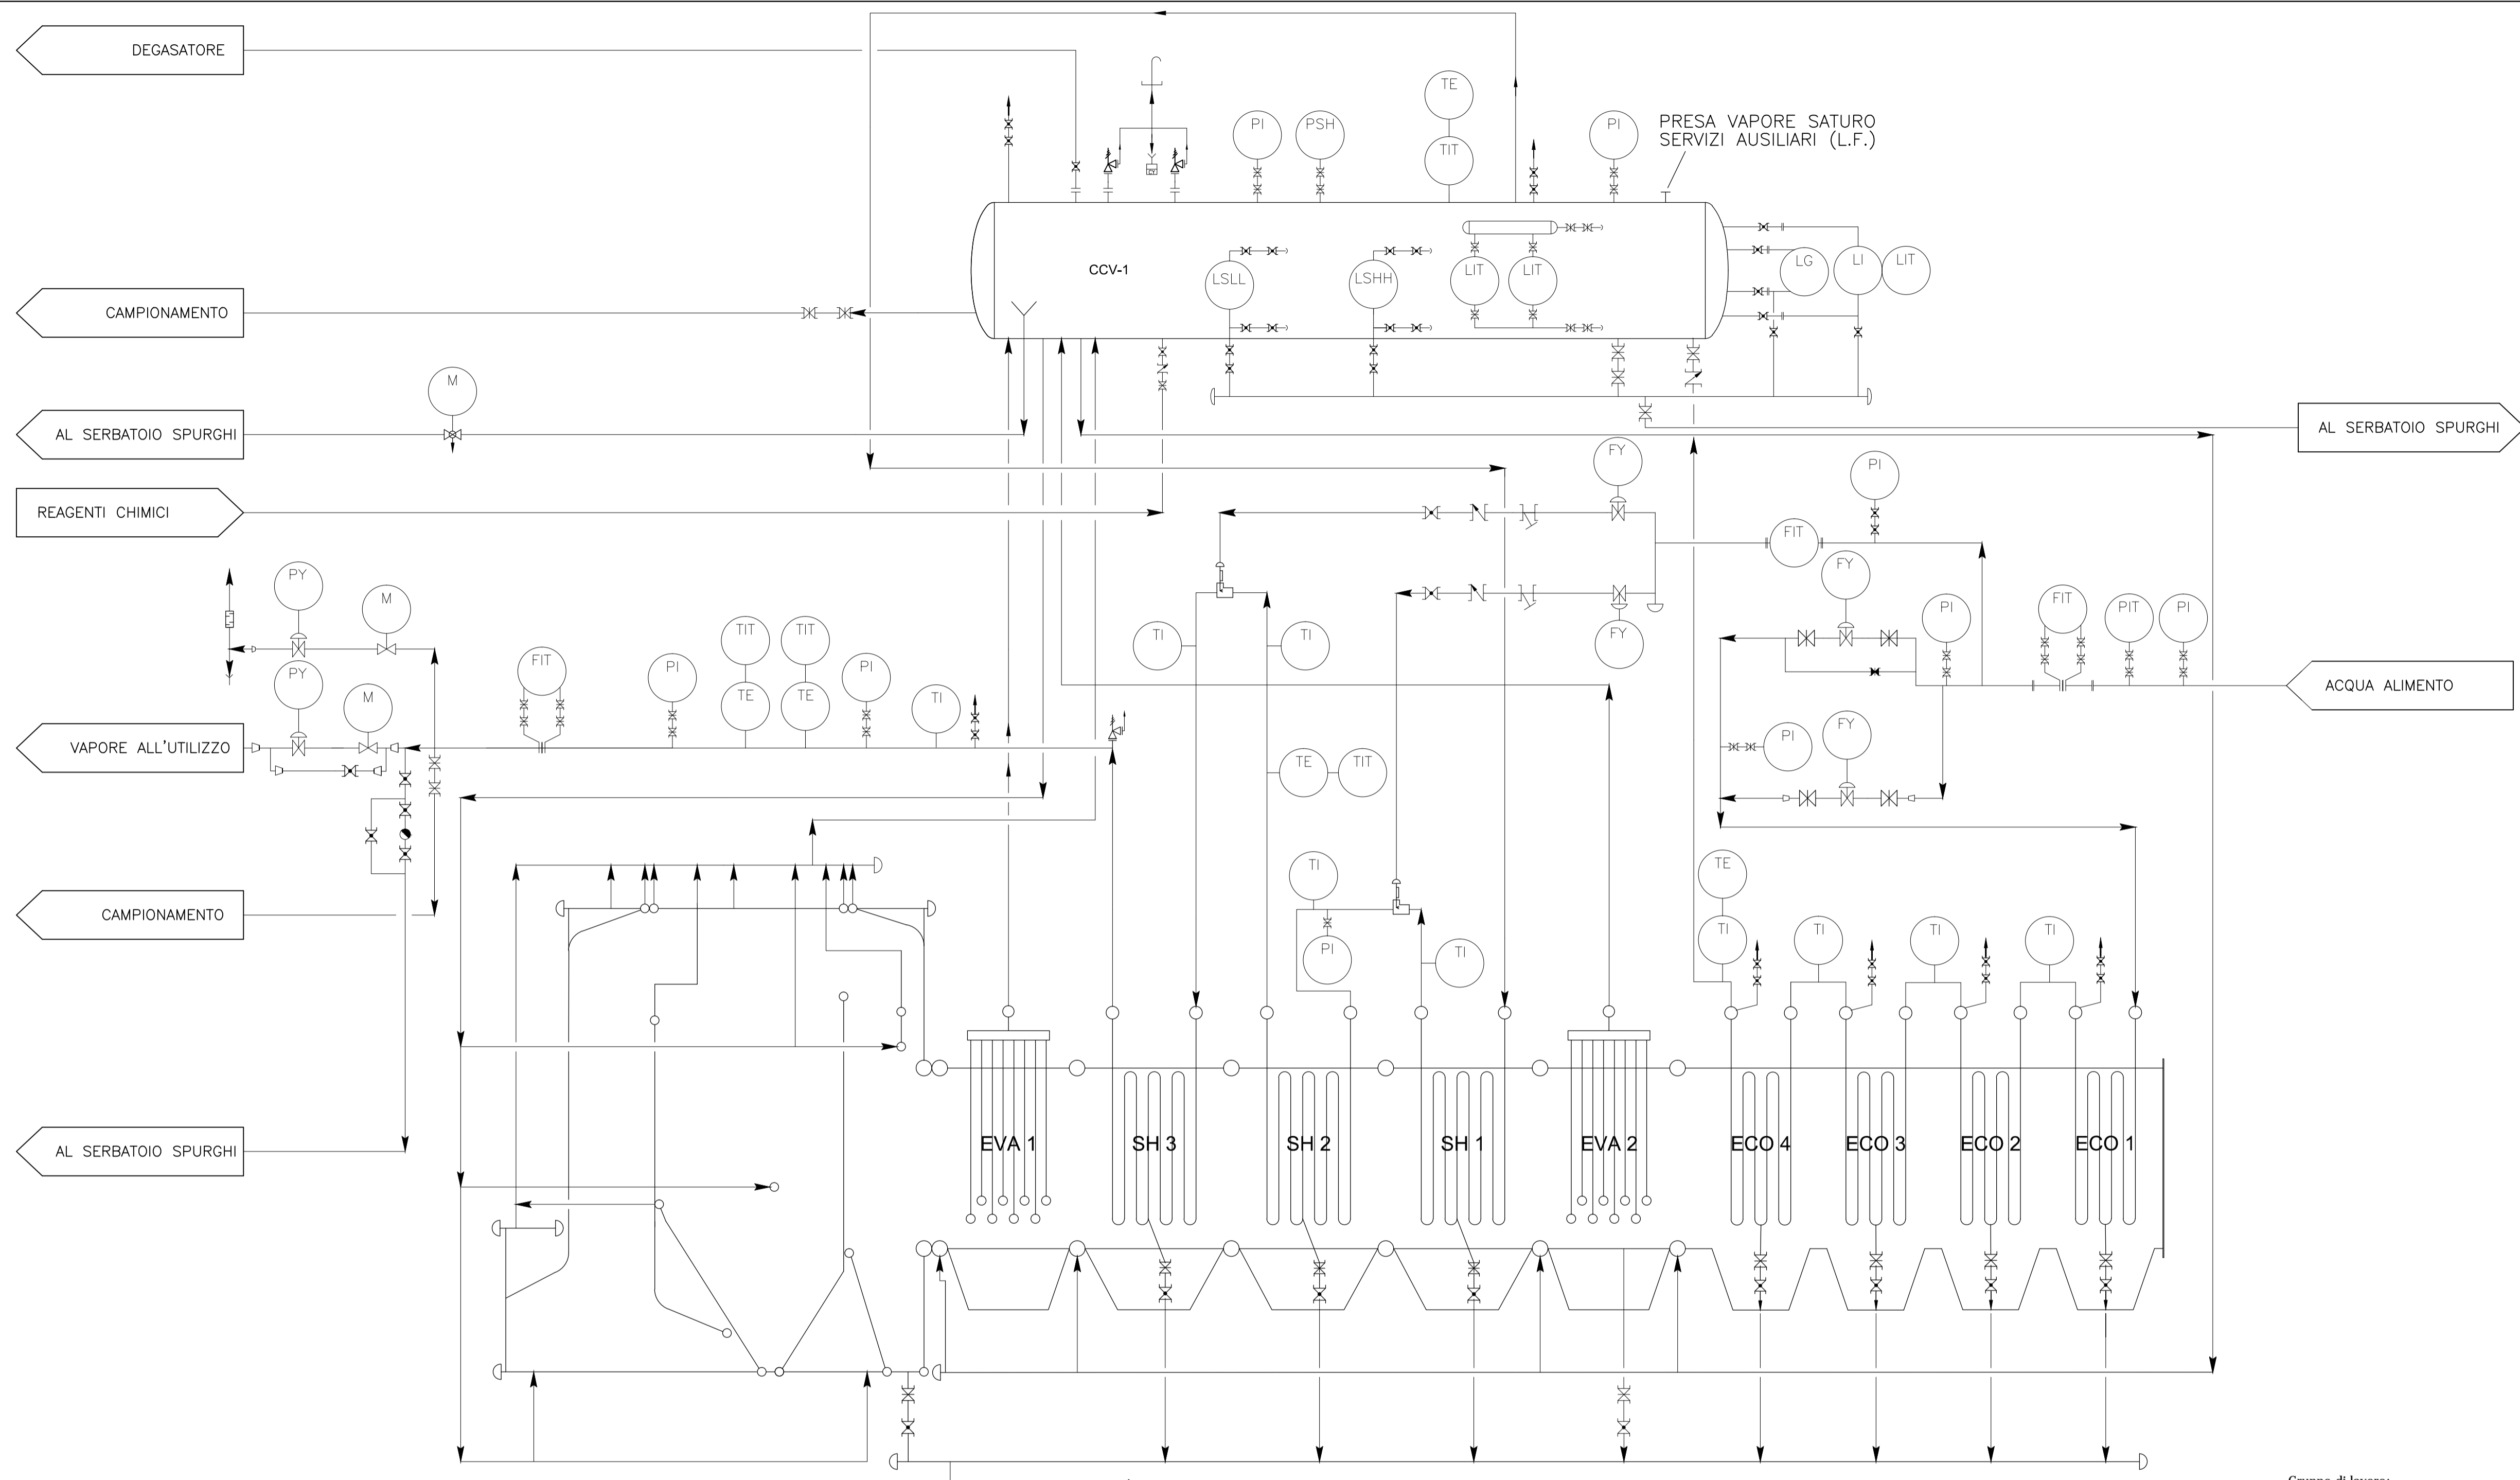 DEGASATORE
TE
PI
PSH
TIT
PI
PRESA VAPORE SATURO
SERVIZI AUSILIARI (L.F.)
CY
CCV-1
LSLL
LSHH
LIT
LIT
LG
LI
LIT
CAMPIONAMENTO
M
AL SERBATOIO SPURGHI
AL SERBATOIO SPURGHI
FY
PI
REAGENTI CHIMICI
FIT
FY
PY
M
PI
FIT
PIT
PI
TIT
TIT
TI
TI
FY
FIT
PI
PI
PY
M
TE
TE
TI
ACQUA ALIMENTO
VAPORE ALL'UTILIZZO
PI
FY
TE
TIT
TI
TE
CAMPIONAMENTO
PI
TI
TI
TI
TI
TI
AL SERBATOIO SPURGHI
EVA 1
SH 3
SH 2
SH 1
EVA 2
ECO 4
ECO 3
ECO 2
ECO 1
Gruppo di lavoro: